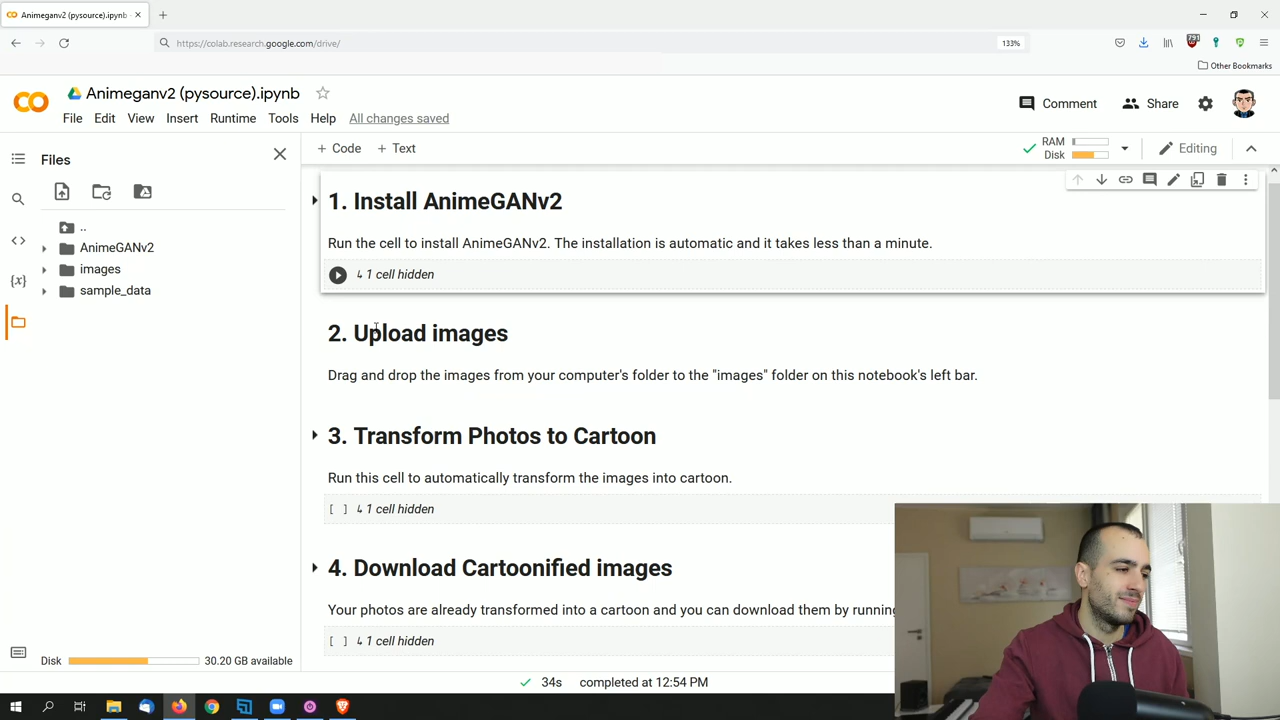 Animeganv2 (pysource).ipynb
https://colab.research.google.com/drive/
133%
Other Bookmarks
Animeganv2 (pysource).ipynb
Comment
Share
File Edit View Insert Runtime Tools Help All changes saved
Files
+ Code + Text
RAM
Disk
Editing
..
AnimeGANv2
images
sample_data
{x}
1. Install AnimeGANv2
Run the cell to install AnimeGANv2. The installation is automatic and it takes less than a minute.
↳ 1 cell hidden
2. Upload images
Drag and drop the images from your computer's folder to the "images" folder on this notebook's left bar.
3. Transform Photos to Cartoon
Run this cell to automatically transform the images into cartoon.
[ ] ↳ 1 cell hidden
4. Download Cartoonified images
Your photos are already transformed into a cartoon and you can download them by running
[ ] ↳ 1 cell hidden
Disk 30.20 GB available
34s completed at 12:54 PM